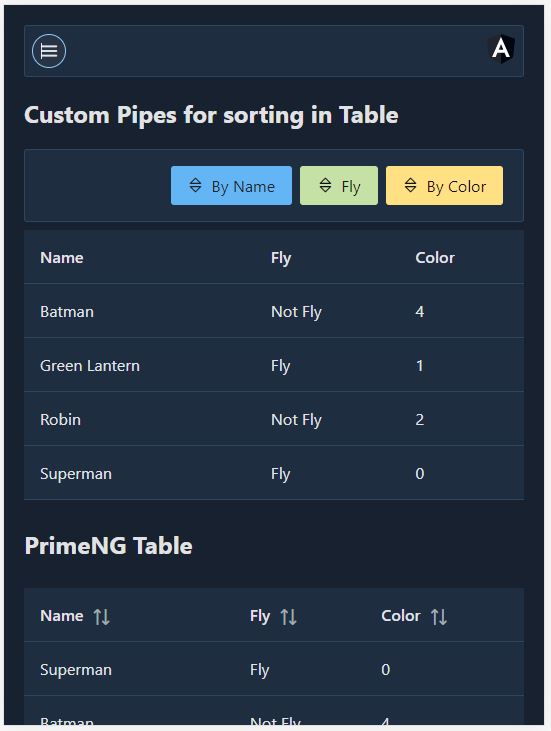 Custom Pipes for sorting in Table
By Name Fly By Color
Name Fly Color
Batman Not Fly 4
Green Lantern Fly 1
Robin Not Fly 2
Superman Fly 0
PrimeNG Table
Name Fly Color
Superman Fly 0
Batman Not Fly 4